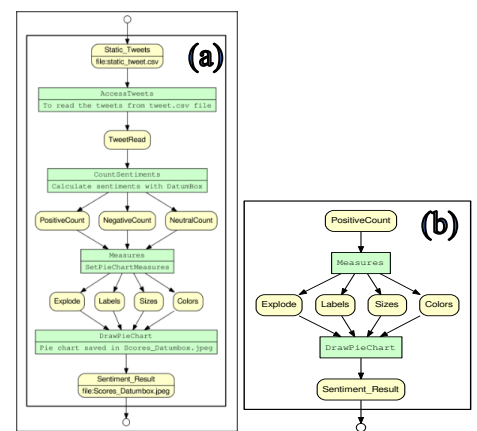 (a)
Static_Tweets
file:static_tweet.csv
AccessTweets
To read the tweets from tweet.csv file
TweetRead
CountSentiments
Calculate sentiments with DatumBox
PositiveCount NegativeCount NeutralCount
Measures
SetPieChartMeasures
Explode Labels Sizes Colors
DrawPieChart
Pie chart saved in Scores_Datumbox.jpeg
Sentiment_Result
file:Scores_Datumbox.jpeg
(b)
PositiveCount
Measures
Explode Labels Sizes Colors
DrawPieChart
Sentiment_Result